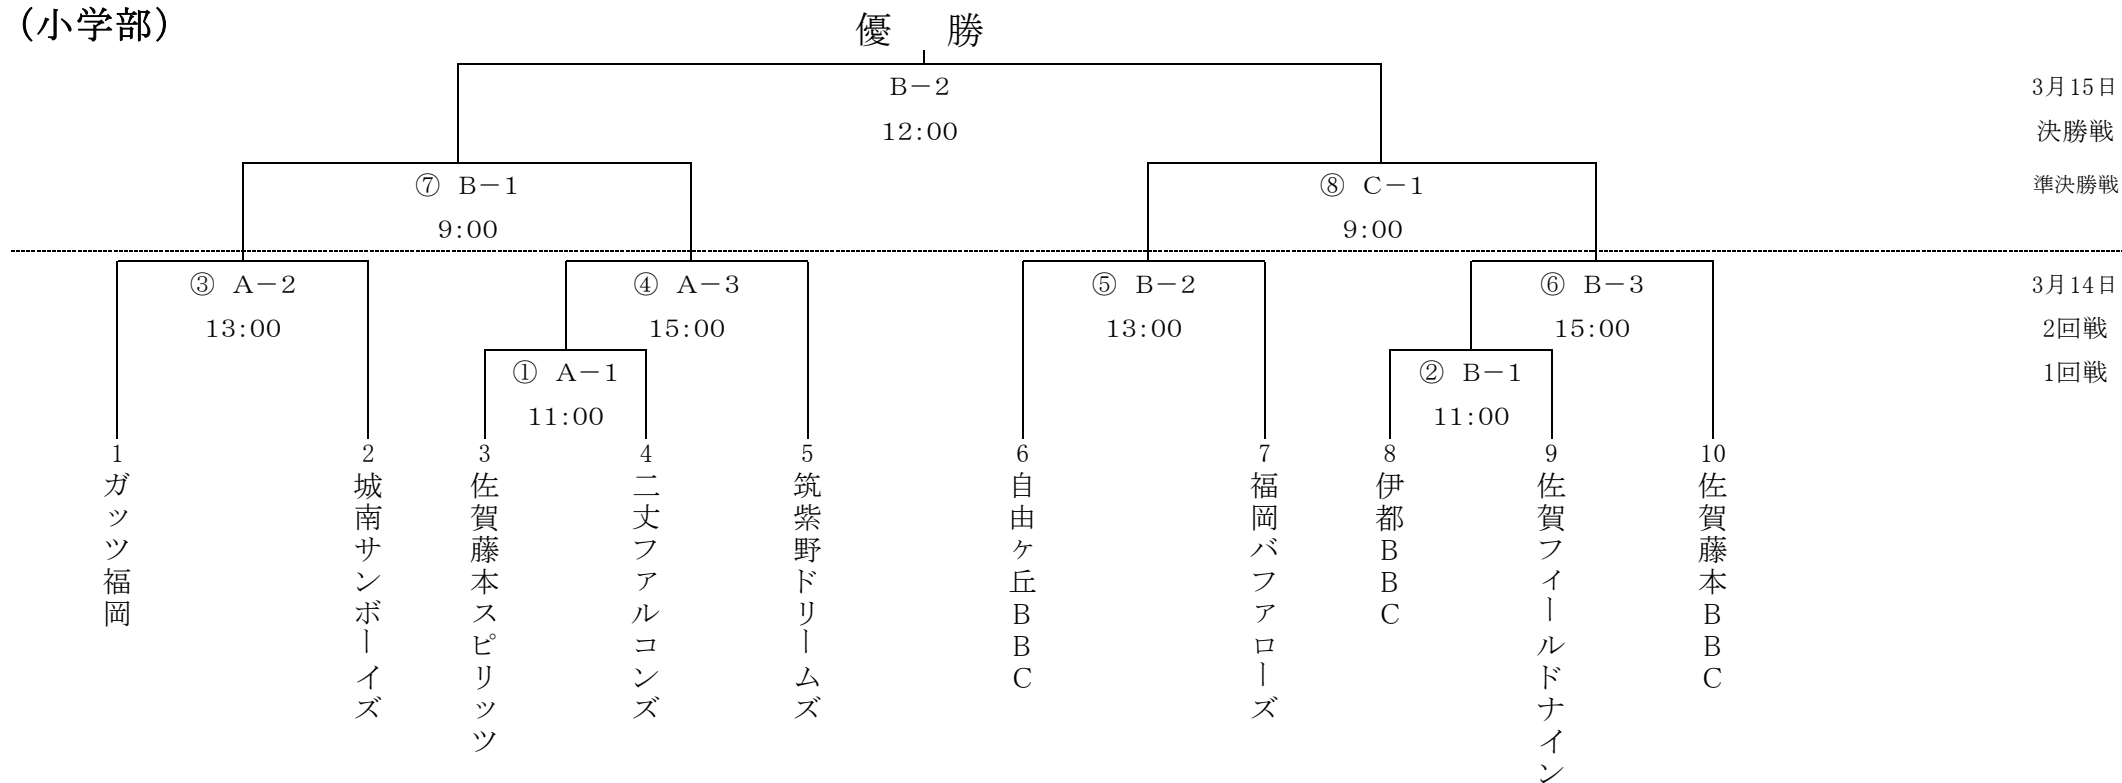 (小学部)
優　勝
B－2
3月15日
12:00
決勝戦
⑦ B－1
⑧ C－1
準決勝戦
9:00
9:00
③ A－2
④ A－3
⑤ B－2
⑥ B－3
3月14日
13:00
15:00
13:00
15:00
2回戦
① A－1
② B－1
1回戦
11:00
11:00
1
ガッツ福岡
2
城南サンボーイズ
3
佐賀藤本スピリッツ
4
二丈ファルコンズ
5
筑紫野ドリームズ
6
自由ケ丘BBC
7
福岡バファローズ
8
伊都BBC
9
佐賀フィールドナイン
10
佐賀藤本BBC